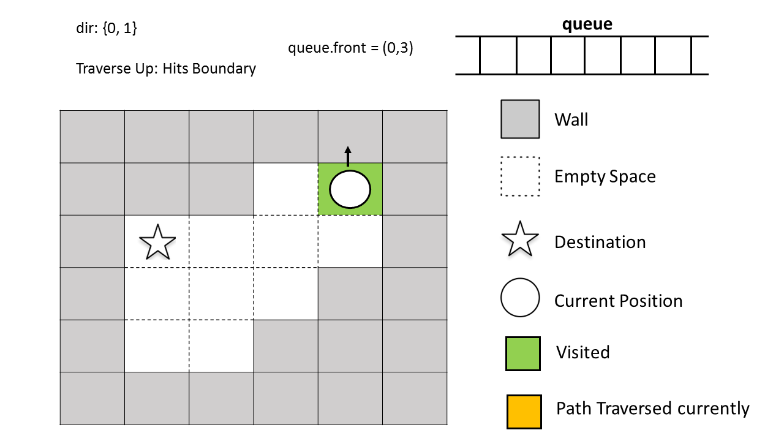 dir: {0, 1}
queue.front = (0,3)
Traverse Up: Hits Boundary
queue
Wall
Empty Space
Destination
Current Position
Visited
Path Traversed currently